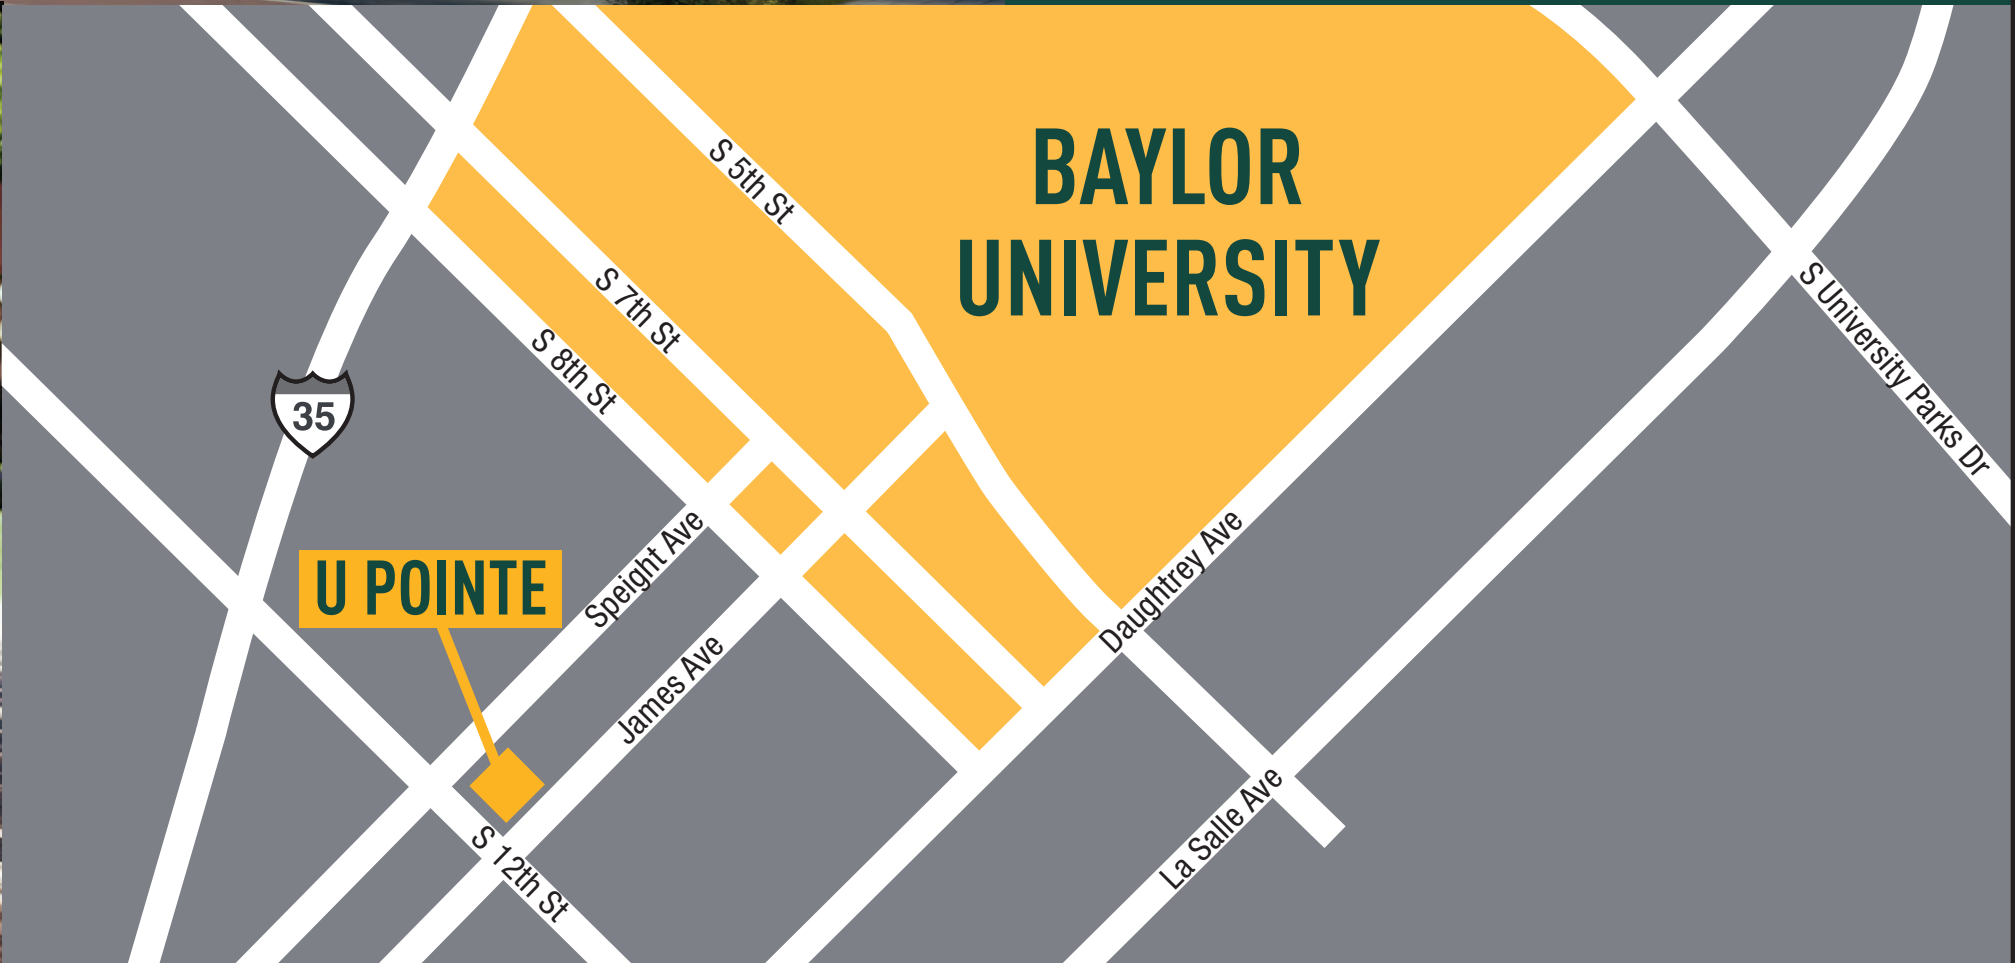 BAYLOR
UNIVERSITY
S 5th St
S 7th St
S 8th St
S University Parks Dr
35
U POINTE
Speight Ave
Daughtrey Ave
James Ave
La Salle Ave
S 12th St